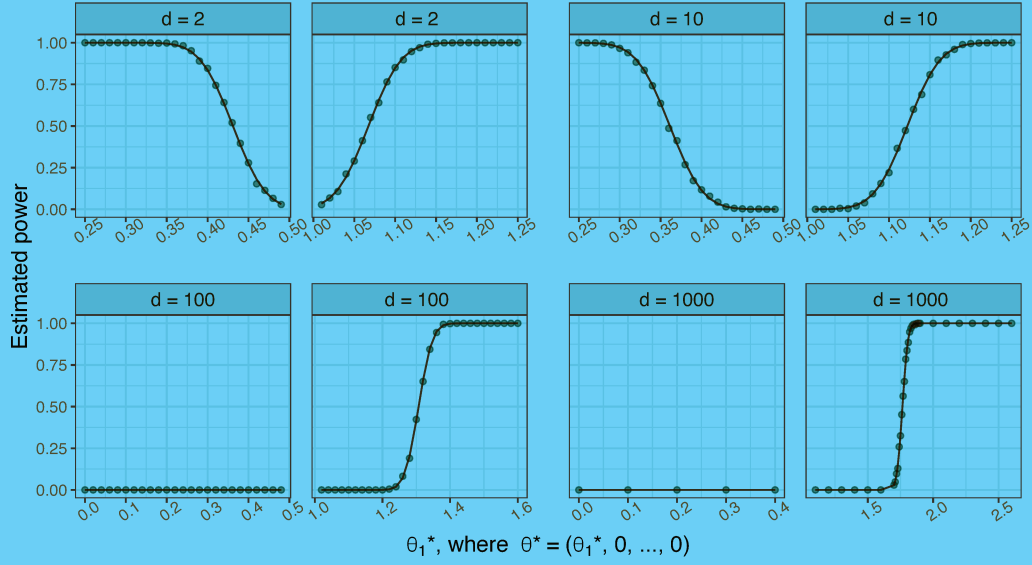 d = 2 d = 2 d = 10 d = 10
1.00
0.75
0.50
0.25
0.00
0.25 0.30 0.35 0.40 0.45 0.50 1.00 1.05 1.10 1.15 1.20 1.25 0.25 0.30 0.35 0.40 0.45 0.50 1.00 1.05 1.10 1.15 1.20 1.25
Estimated power
d = 100 d = 100 d = 1000 d = 1000
1.00
0.75
0.50
0.25
0.00
0.0 0.1 0.2 0.3 0.4 0.5 1.0 1.2 1.4 1.6 0.0 0.1 0.2 0.3 0.4 1.5 2.0 2.5
θ₁*, where θ* = (θ₁*, 0, ..., 0)